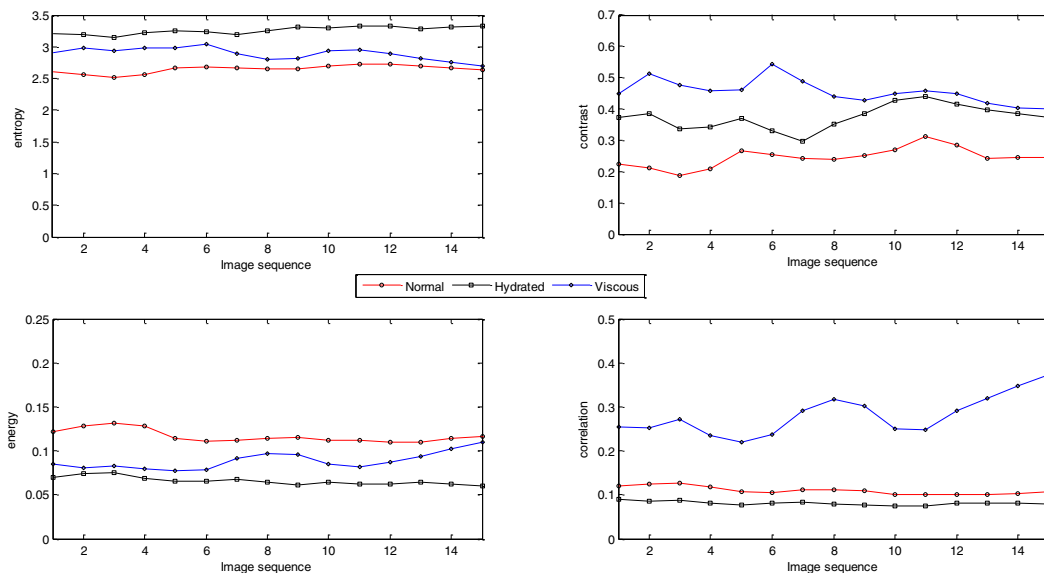 3.5
3
2.5
2
1.5
1
0.5
0
entropy
2 4 6 8 10 12 14
Image sequence
0.7
0.6
0.5
0.4
0.3
0.2
0.1
0
contrast
2 4 6 8 10 12 14
Image sequence
Normal Hydrated Viscous
0.25
0.2
0.15
0.1
0.05
0
energy
2 4 6 8 10 12 14
Image sequence
0.5
0.4
0.3
0.2
0.1
0
correlation
2 4 6 8 10 12 14
Image sequence